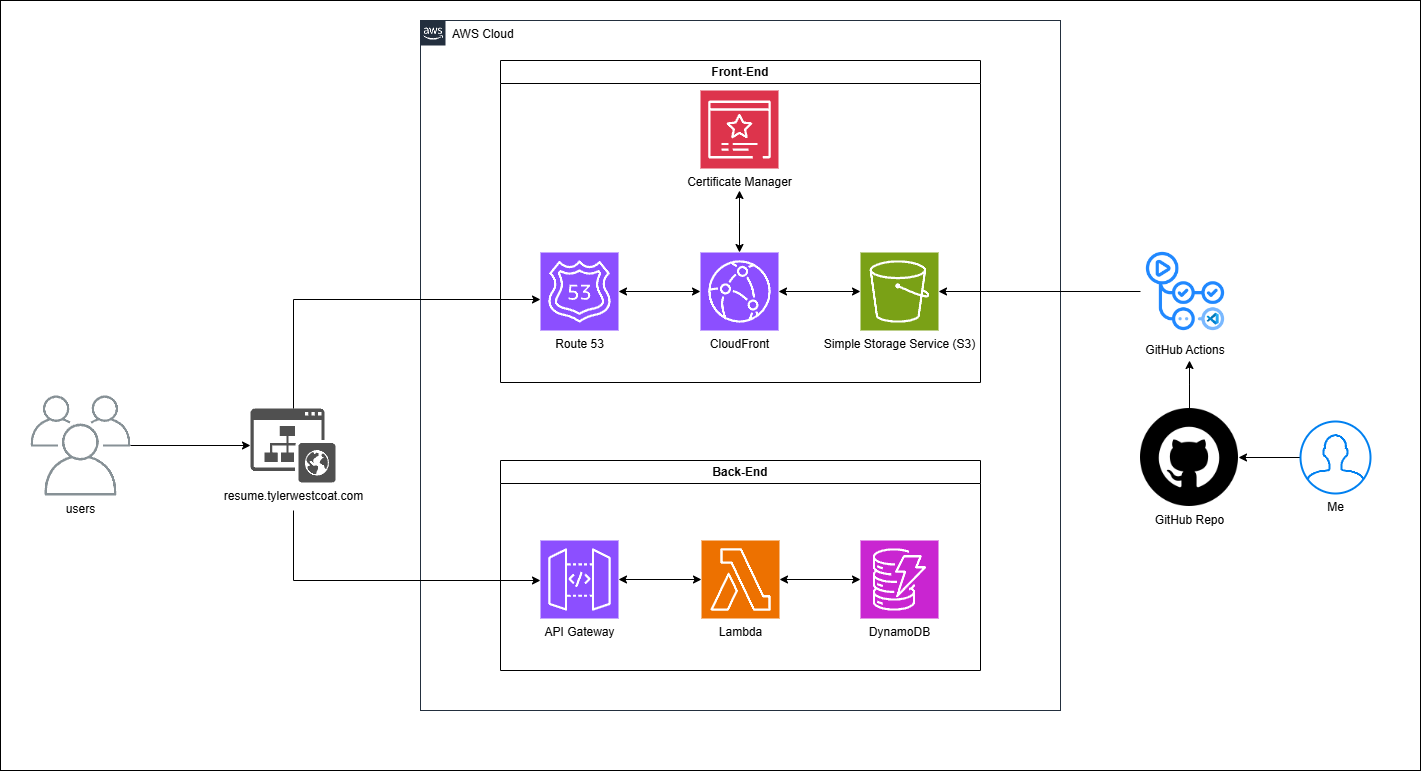 aws
AWS Cloud
Front-End
Certificate Manager
53
Route 53
CloudFront
Simple Storage Service (S3)
GitHub Actions
users
resume.tylerwestcoat.com
Back-End
</>
API Gateway
Lambda
DynamoDB
GitHub Repo
Me